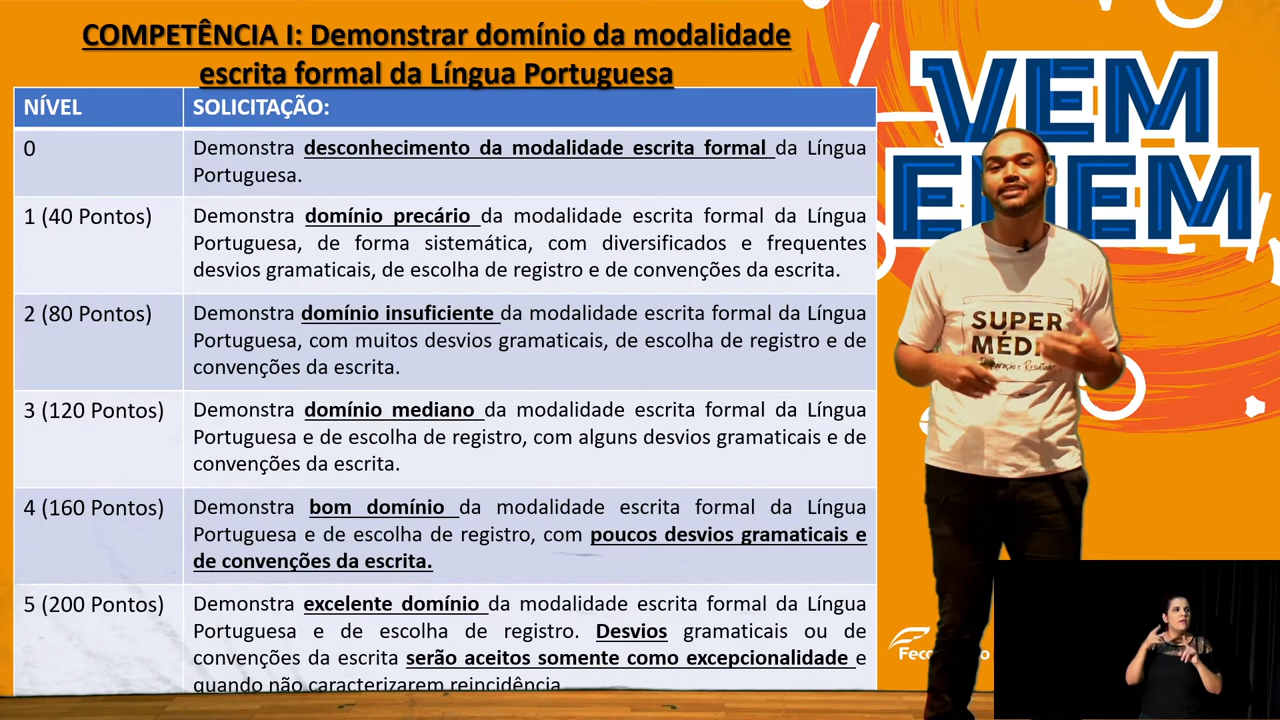 COMPETÊNCIA I: Demonstrar domínio da modalidade
escrita formal da Língua Portuguesa
NÍVEL
SOLICITAÇÃO:
0
Demonstra desconhecimento da modalidade escrita formal da Língua
Portuguesa.
1 (40 Pontos)
Demonstra domínio precário da modalidade escrita formal da Língua
Portuguesa, de forma sistemática, com diversificados e frequentes
desvios gramaticais, de escolha de registro e de convenções da escrita.
2 (80 Pontos)
Demonstra domínio insuficiente da modalidade escrita formal da Língua
Portuguesa, com muitos desvios gramaticais, de escolha de registro e de
convenções da escrita.
3 (120 Pontos)
Demonstra domínio mediano da modalidade escrita formal da Língua
Portuguesa e de escolha de registro, com alguns desvios gramaticais e de
convenções da escrita.
4 (160 Pontos)
Demonstra bom domínio da modalidade escrita formal da Língua
Portuguesa e de escolha de registro, com poucos desvios gramaticais e
de convenções da escrita.
5 (200 Pontos)
Demonstra excelente domínio da modalidade escrita formal da Língua
Portuguesa e de escolha de registro. Desvios gramaticais ou de
convenções da escrita serão aceitos somente como excepcionalidade e
quando não caracterizarem reincidência
VEM
ENEM
SUPER
MÉDI